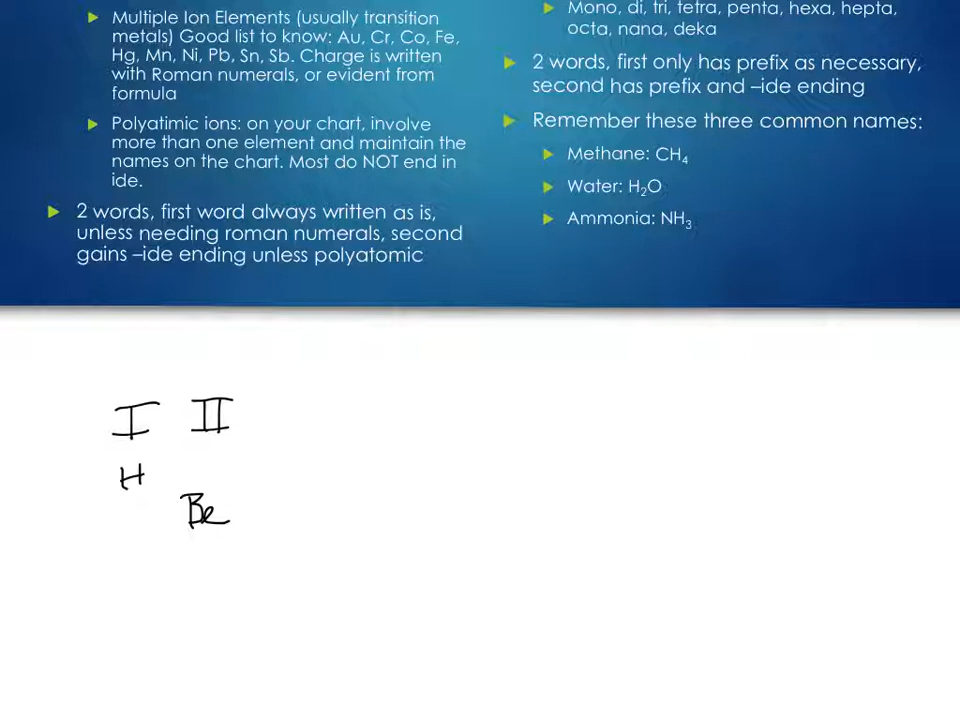 Multiple Ion Elements (usually transition
metals) Good list to know: Au, Cr, Co, Fe,
Hg, Mn, Ni, Pb, Sn, Sb. Charge is written
with Roman numerals, or evident from
formula
Polyatimic ions: on your chart, involve
more than one element and maintain the
names on the chart. Most do NOT end in
ide.
2 words, first word always written as is,
unless needing roman numerals, second
gains –ide ending unless polyatomic
Mono, di, tri, tetra, penta, hexa, hepta,
octa, nana, deka
2 words, first only has prefix as necessary,
second has prefix and –ide ending
Remember these three common names:
Methane: CH₄
Water: H₂O
Ammonia: NH₃
I II
H
Be